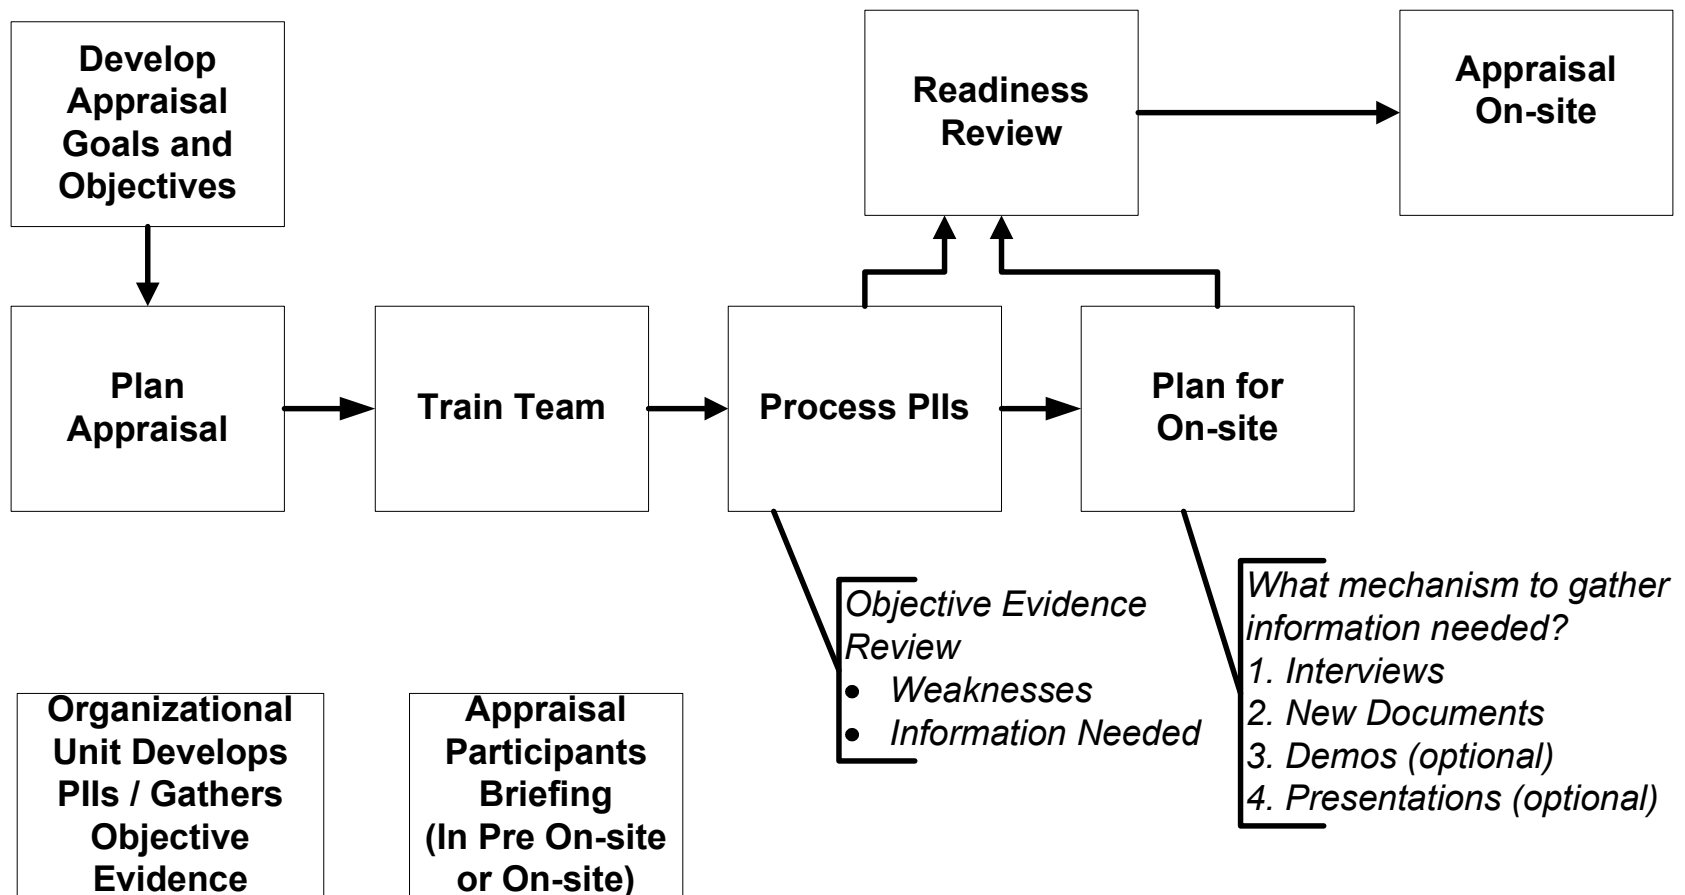 Develop
Appraisal
Goals and
Objectives
Readiness
Review
Appraisal
On-site
Plan
Appraisal
Train Team
Process PIIs
Plan for
On-site
Objective Evidence
Review
• Weaknesses
• Information Needed
What mechanism to gather
information needed?
1. Interviews
2. New Documents
3. Demos (optional)
4. Presentations (optional)
Organizational
Unit Develops
PIIs / Gathers
Objective
Evidence
Appraisal
Participants
Briefing
(In Pre On-site
or On-site)